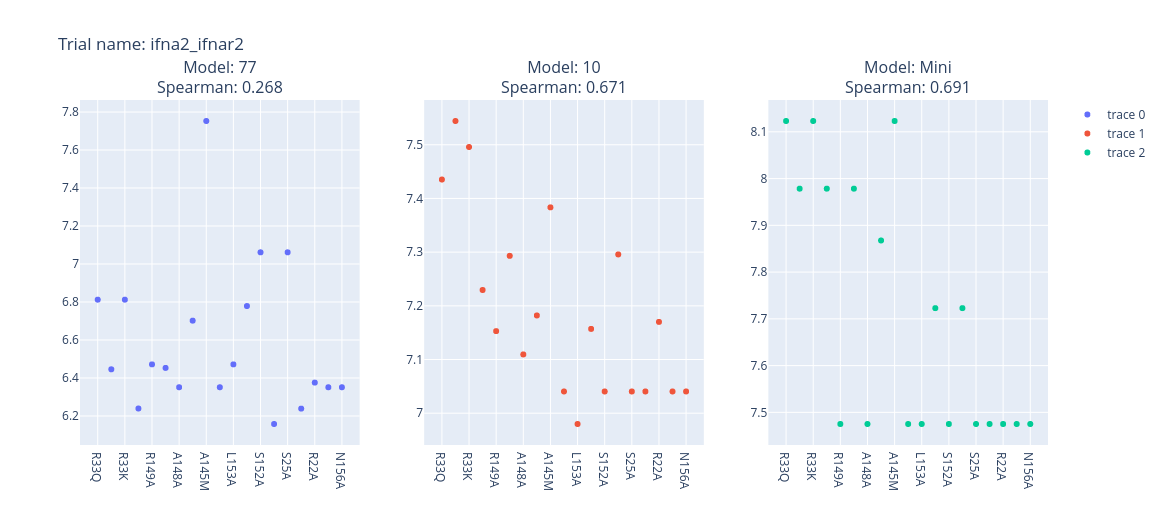 Trial name: ifna2_ifnar2
Model: 77
Spearman: 0.268
7.8
7.6
7.4
7.2
7
6.8
6.6
6.4
6.2
R33Q
R33K
R149A
A148A
A145M
L153A
S152A
S25A
R22A
N156A
Model: 10
Spearman: 0.671
7.5
7.4
7.3
7.2
7.1
7
R33Q
R33K
R149A
A148A
A145M
L153A
S152A
S25A
R22A
N156A
Model: Mini
Spearman: 0.691
8.1
8
7.9
7.8
7.7
7.6
7.5
R33Q
R33K
R149A
A148A
A145M
L153A
S152A
S25A
R22A
N156A
trace 0
trace 1
trace 2